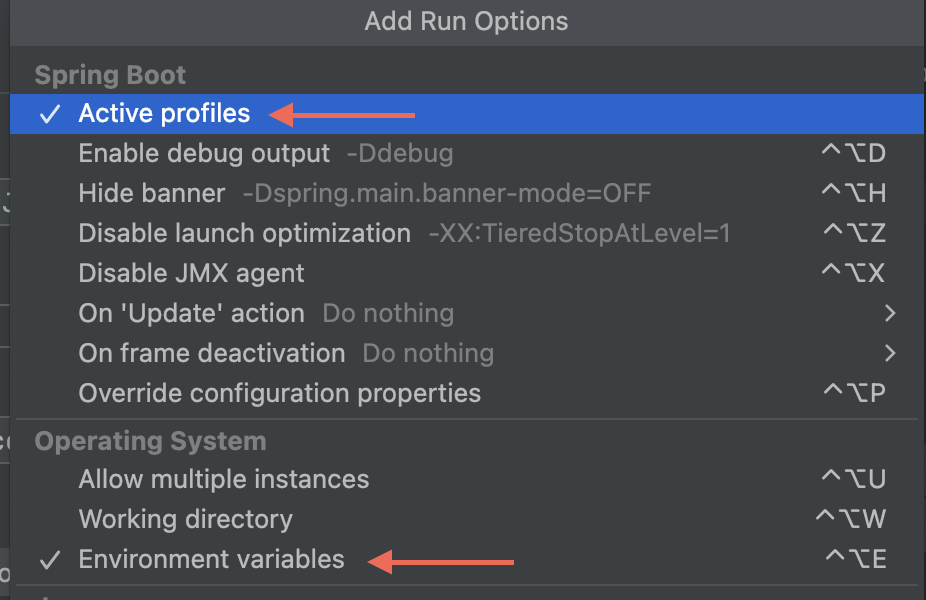 Add Run Options
Spring Boot
✓ Active profiles
Enable debug output -Ddebug ^⌥D
Hide banner -Dspring.main.banner-mode=OFF ^⌥H
Disable launch optimization -XX:TieredStopAtLevel=1 ^⌥Z
Disable JMX agent ^⌥X
On 'Update' action Do nothing >
On frame deactivation Do nothing >
Override configuration properties ^⌥P
Operating System
Allow multiple instances ^⌥U
Working directory ^⌥W
✓ Environment variables ^⌥E